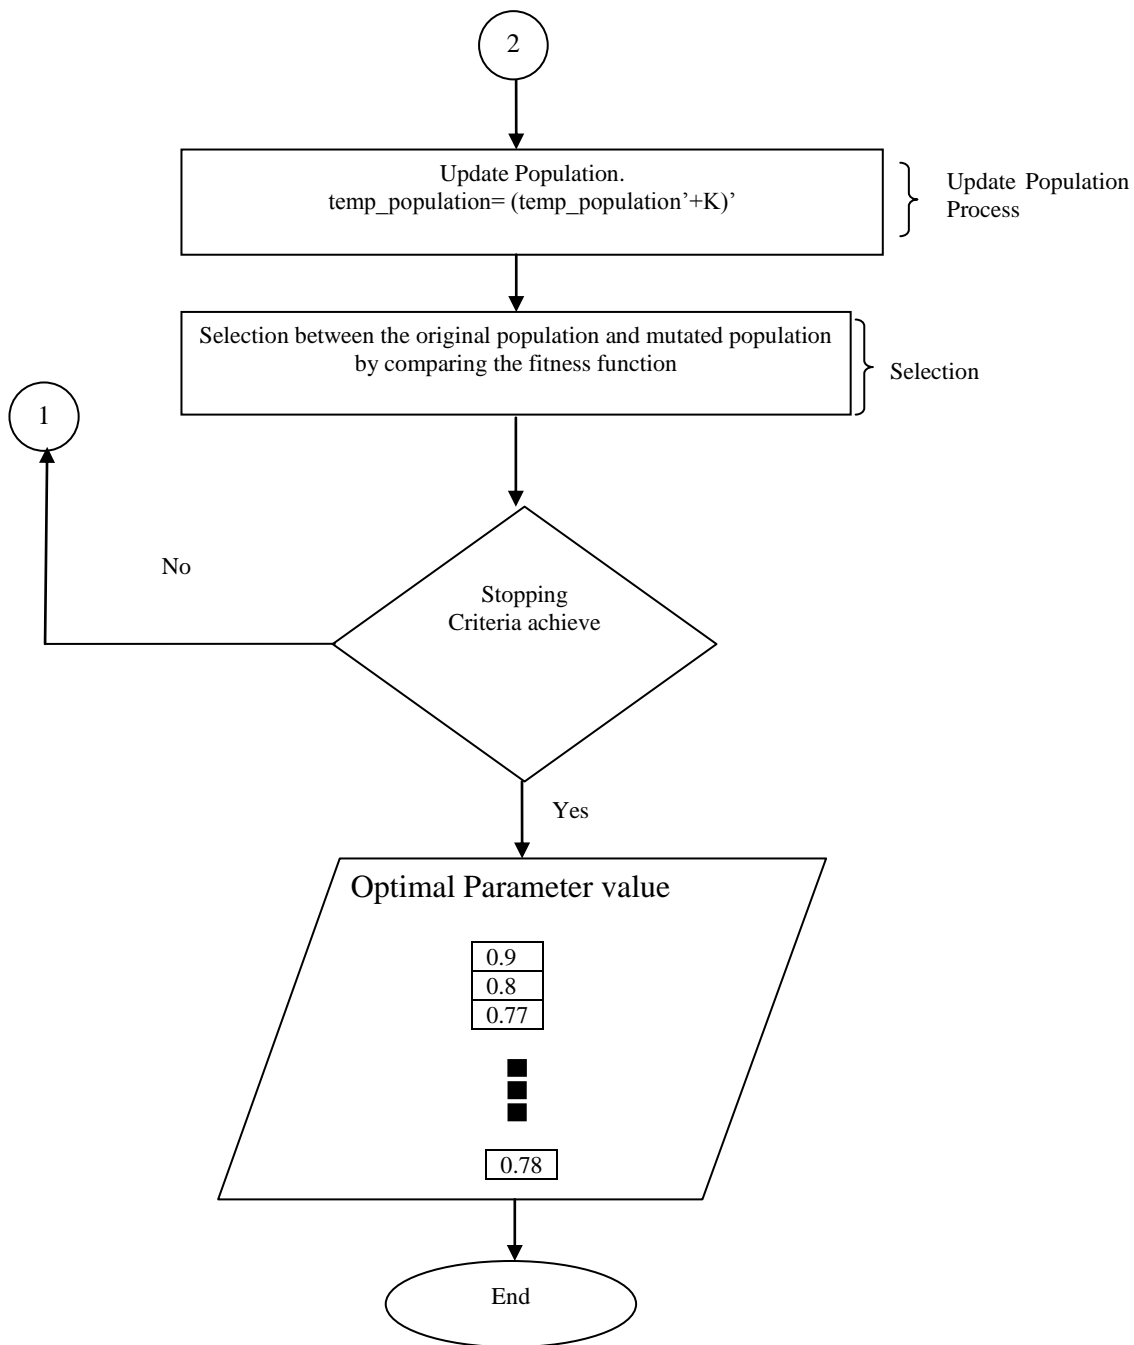 2
Update Population.
temp_population= (temp_population’+K)’
Update Population
Process
Selection between the original population and mutated population
by comparing the fitness function
Selection
1
No
Stopping
Criteria achieve
Yes
Optimal Parameter value
0.9
0.8
0.77
0.78
End